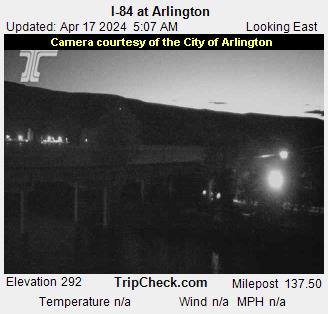 I-84 at Arlington
Updated: Apr 17 2024 5:07 AM Looking East
Camera courtesy of the City of Arlington
Elevation 292 TripCheck.com Milepost 137.50
Temperature n/a Wind n/a MPH n/a